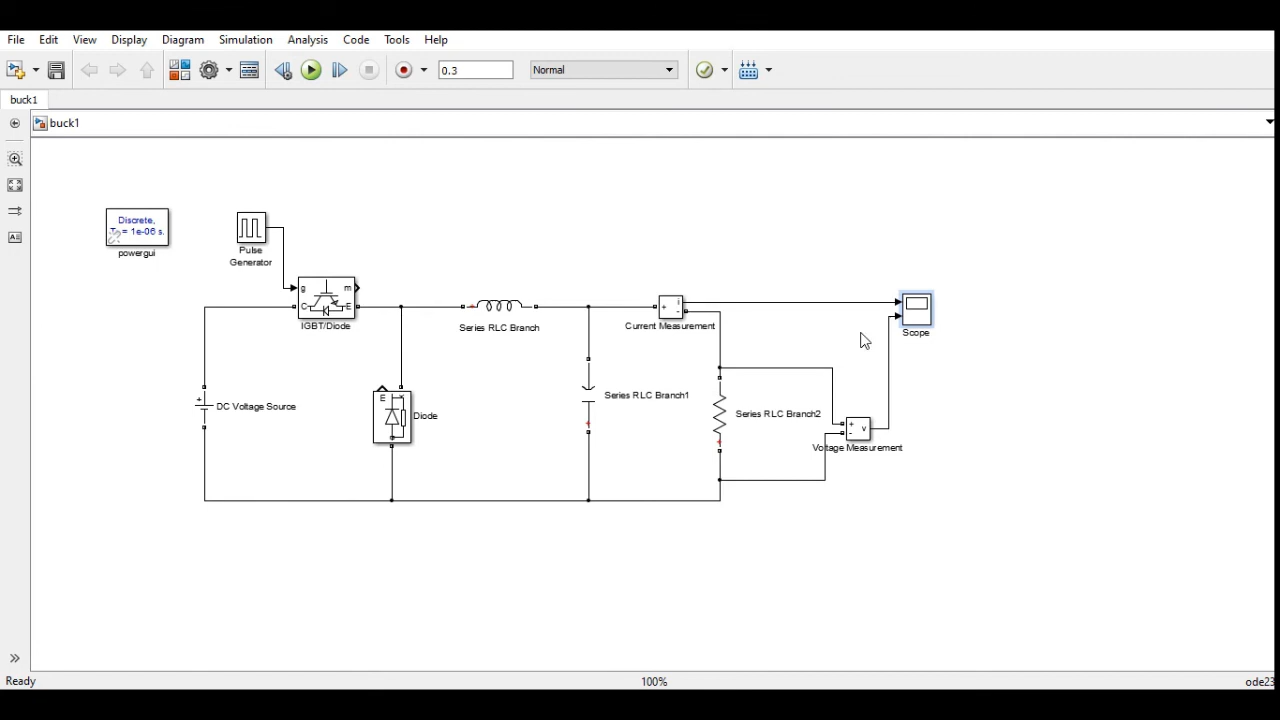 File Edit View Display Diagram Simulation Analysis Code Tools Help
0.3 Normal
buck1
buck1
Discrete,
= 1e-06 s.
powergui
Pulse
Generator
g m
C E
IGBT/Diode
Series RLC Branch
+ i
-
Current Measurement
Scope
+
DC Voltage Source
Diode
Series RLC Branch1
Series RLC Branch2
+ v
-
Voltage Measurement
Ready 100% ode23